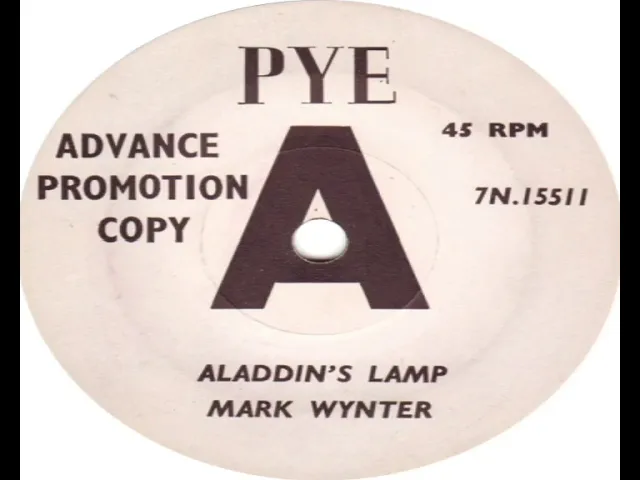 PYE
ADVANCE
PROMOTION
COPY
A
45 RPM
7N.15511
ALADDIN'S LAMP
MARK WYNTER